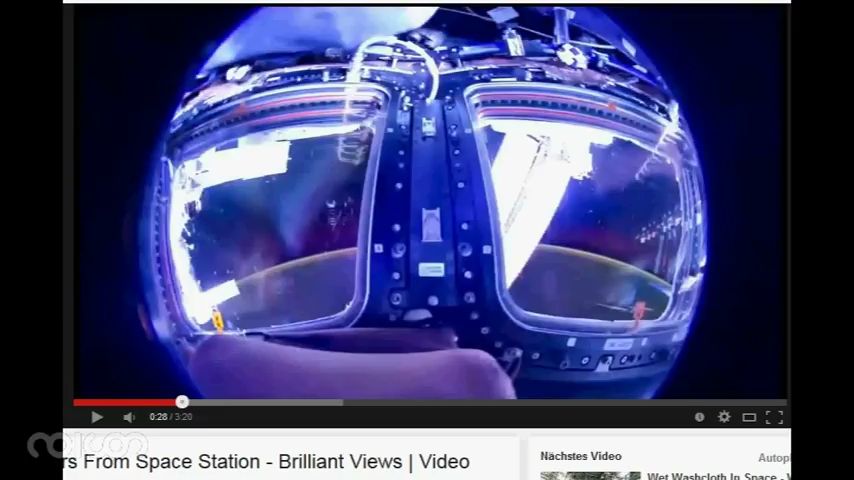 0:28 / 3:20
rs From Space Station - Brilliant Views | Video
Nächstes Video
Autopl
Wet Washcloth In Space - W